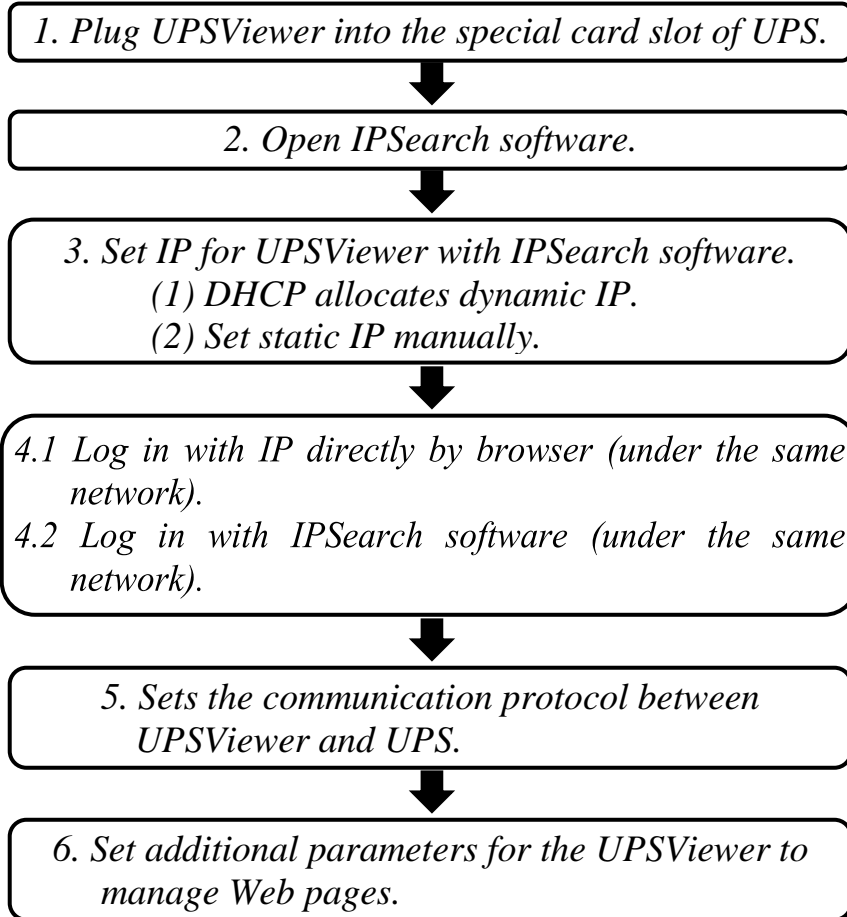 1. Plug UPSViewer into the special card slot of UPS.
2. Open IPSearch software.
3. Set IP for UPSViewer with IPSearch software.
(1) DHCP allocates dynamic IP.
(2) Set static IP manually.
4.1 Log in with IP directly by browser (under the same
network).
4.2 Log in with IPSearch software (under the same
network).
5. Sets the communication protocol between
UPSViewer and UPS.
6. Set additional parameters for the UPSViewer to
manage Web pages.